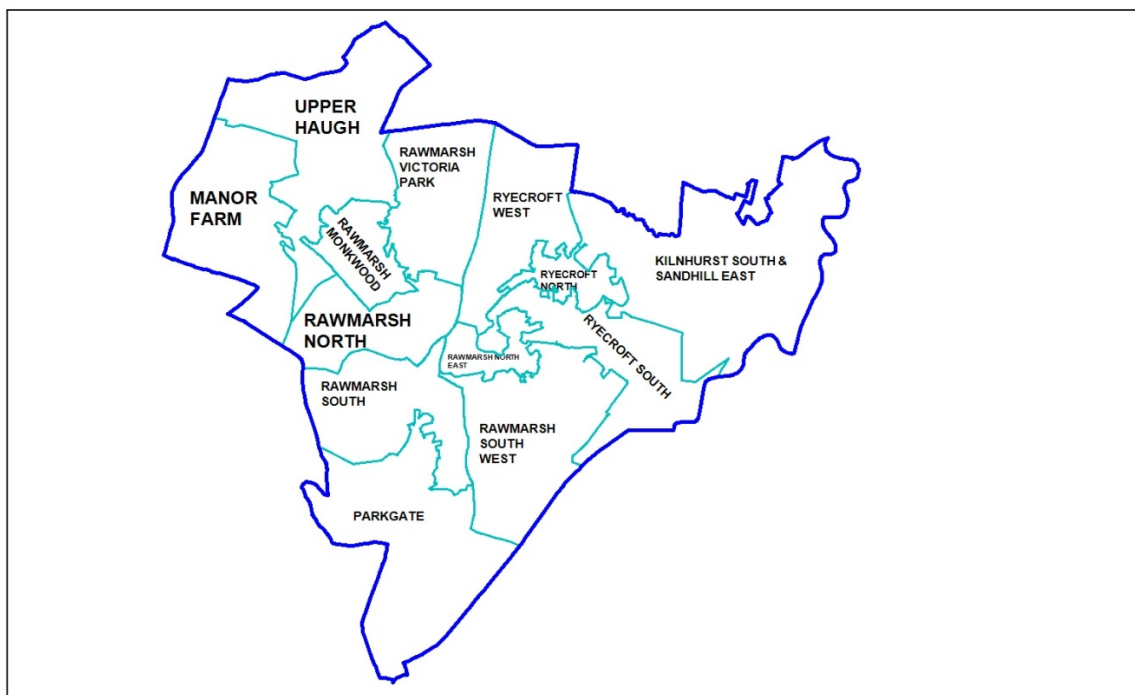 UPPER
HAUGH
RAWMARSH
VICTORIA
PARK
MANOR
FARM
RYECROFT
WEST
RAWMARSH
MONKWOOD
KILNHURST SOUTH &
SANDHILL EAST
RYECROFT
NORTH
RAWMARSH
NORTH
RYECROFT SOUTH
RAWMARSH NORTH
EAST
RAWMARSH
SOUTH
RAWMARSH
SOUTH
WEST
PARKGATE